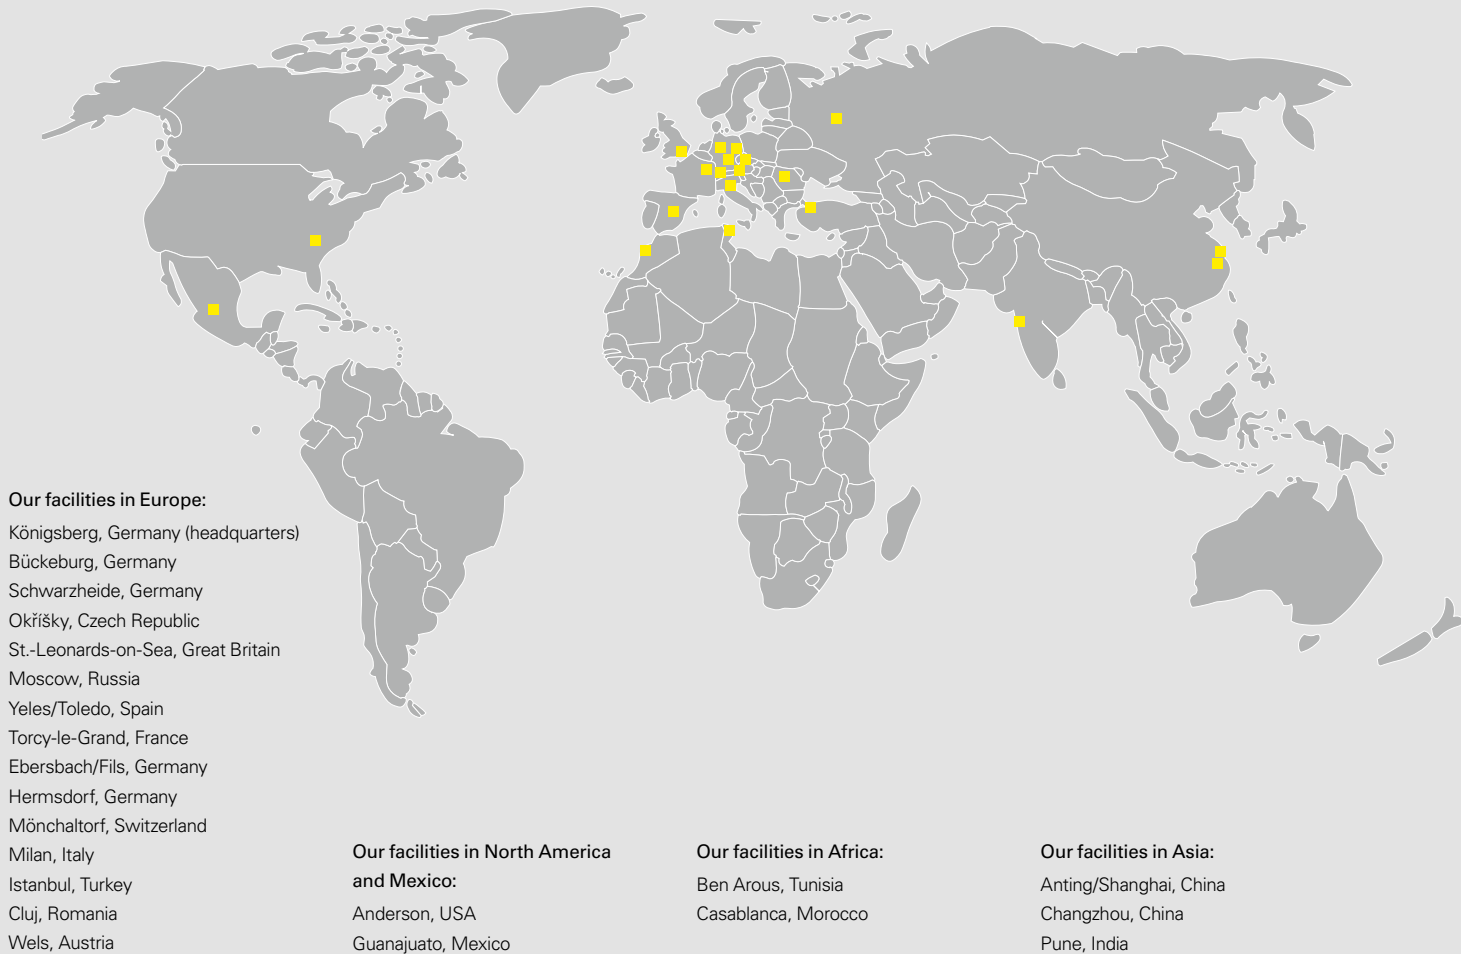 Our facilities in Europe:
Königsberg, Germany (headquarters)
Bückeburg, Germany
Schwarzheide, Germany
Okříšky, Czech Republic
St.-Leonards-on-Sea, Great Britain
Moscow, Russia
Yeles/Toledo, Spain
Torcy-le-Grand, France
Ebersbach/Fils, Germany
Hermsdorf, Germany
Mönchaltorf, Switzerland
Milan, Italy
Istanbul, Turkey
Cluj, Romania
Wels, Austria
Our facilities in North America
and Mexico:
Anderson, USA
Guanajuato, Mexico
Our facilities in Africa:
Ben Arous, Tunisia
Casablanca, Morocco
Our facilities in Asia:
Anting/Shanghai, China
Changzhou, China
Pune, India